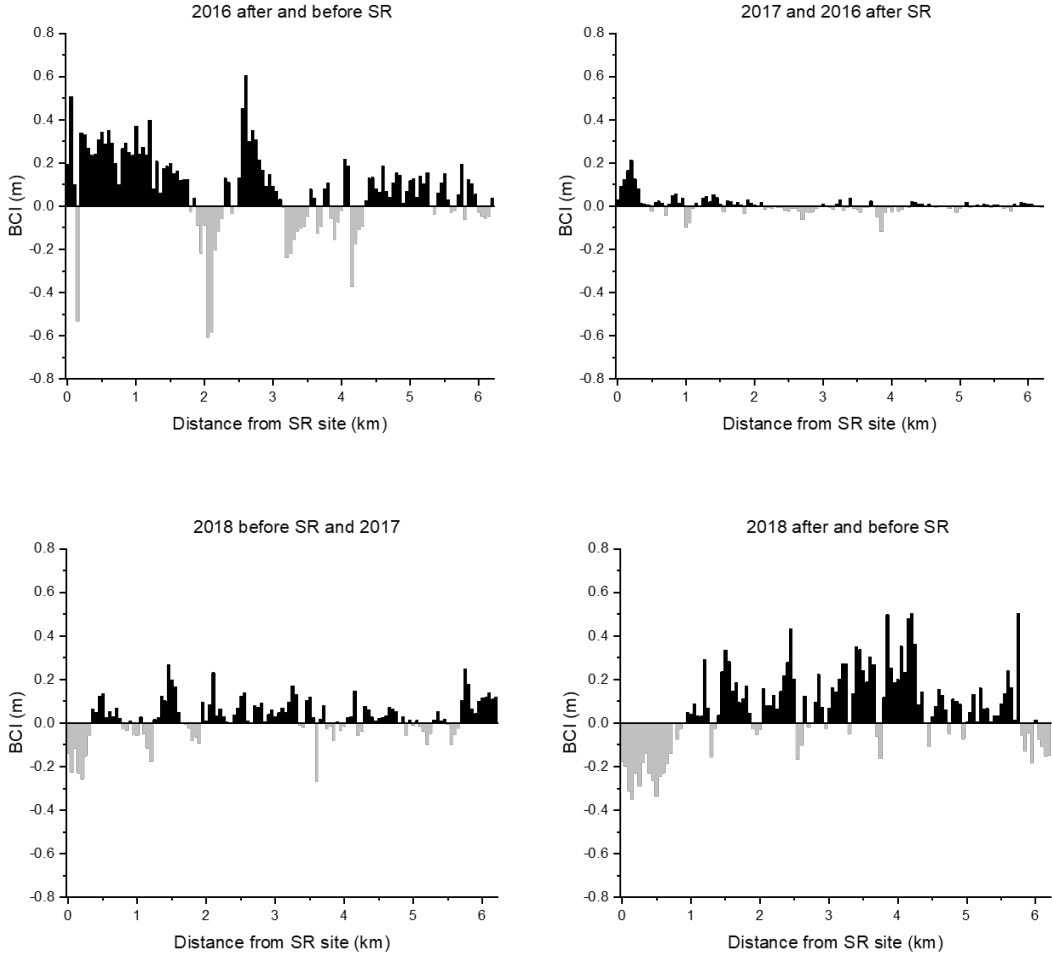 2016 after and before SR
0.8
0.6
0.4
0.2
0.0
-0.2
-0.4
-0.6
-0.8
BCI (m)
0 1 2 3 4 5 6
Distance from SR site (km)
2017 and 2016 after SR
0.8
0.6
0.4
0.2
0.0
-0.2
-0.4
-0.6
-0.8
BCI (m)
0 1 2 3 4 5 6
Distance from SR site (km)
2018 before SR and 2017
0.8
0.6
0.4
0.2
0.0
-0.2
-0.4
-0.6
-0.8
BCI (m)
0 1 2 3 4 5 6
Distance from SR site (km)
2018 after and before SR
0.8
0.6
0.4
0.2
0.0
-0.2
-0.4
-0.6
-0.8
BCI (m)
0 1 2 3 4 5 6
Distance from SR site (km)